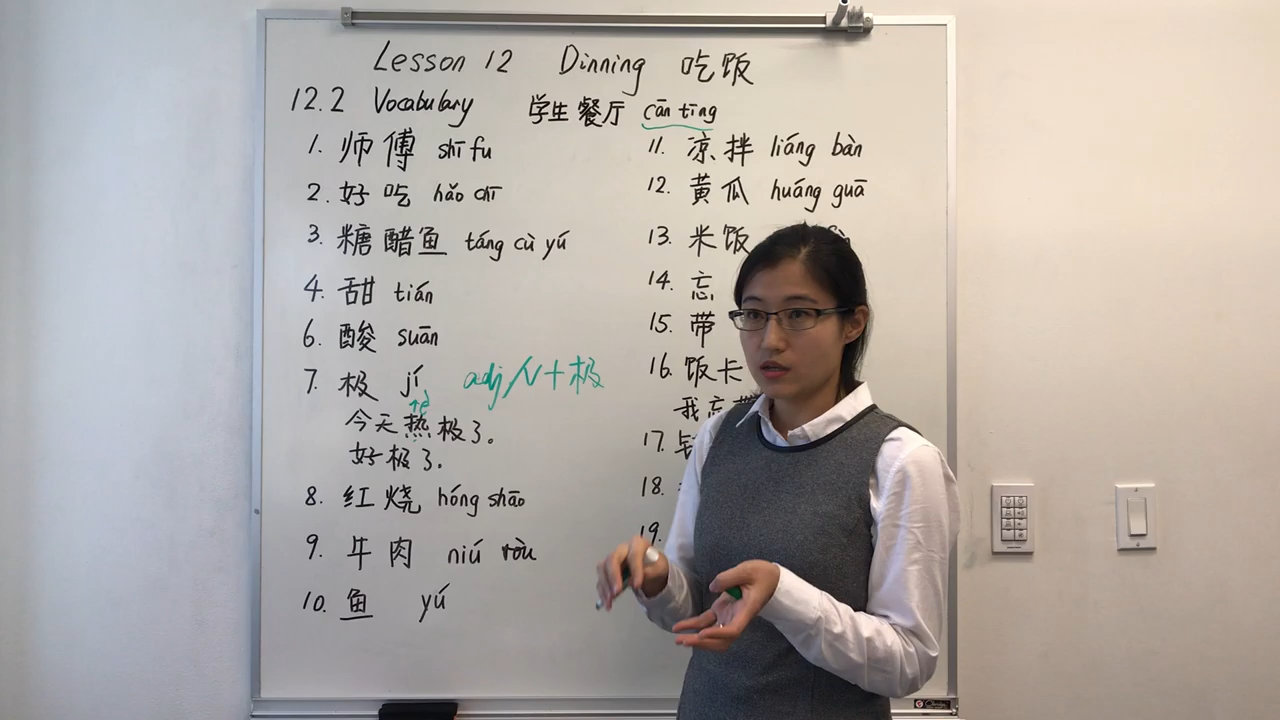 Lesson 12 Dinning 吃饭
12.2 Vocabulary 学生餐厅 cān tīng
1. 师傅 shī fu
2. 好吃 hǎo chī
3. 糖醋鱼 táng cù yú
4. 甜 tián
6. 酸 suān
7. 极 jí adj/V+极
↑è
今天热极了。
好极了.
8. 红烧 hóng shāo
9. 牛肉 niú ròu
10. 鱼 yú
11. 凉拌 liáng bàn
12. 黄瓜 huáng guā
13. 米饭
14. 忘
15. 带
16. 饭卡
我忘带
17. 钱
18.
19.